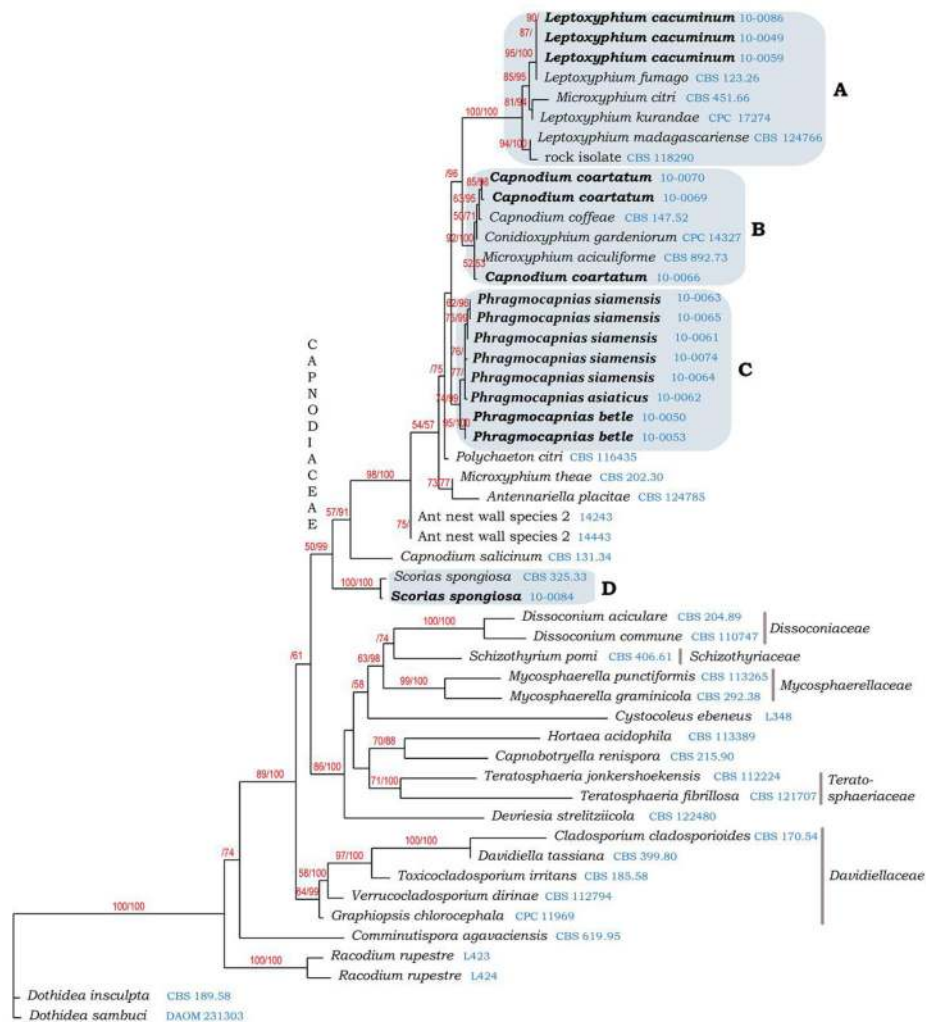 90/
Leptoxyphium cacuminum 10-0086
87/
Leptoxyphium cacuminum 10-0049
95/100
Leptoxyphium cacuminum 10-0059
85/95
Leptoxyphium fumago CBS 123.26
A
81/94
Microxyphium citri CBS 451.66
100/100
Leptoxyphium kurandae CPC 17274
Leptoxyphium madagascariense CBS 124766
94/100
rock isolate CBS 118290
/96
Capnodium coartatum 10-0070
63/95
Capnodium coartatum 10-0069
50/71
Capnodium coffeae CBS 147.52
92/100
Conidioxyphium gardeniorum CPC 14327
B
Microxyphium aciculiforme CBS 892.73
52/53
Capnodium coartatum 10-0066
62/96
Phragmocapnias siamensis 10-0063
75/99
Phragmocapnias siamensis 10-0065
Phragmocapnias siamensis 10-0061
76/
Phragmocapnias siamensis 10-0074
C
/75
77/
Phragmocapnias siamensis 10-0064
74/99
Phragmocapnias asiaticus 10-0062
95/100
Phragmocapnias betle 10-0050
Phragmocapnias betle 10-0053
CAPNODIACEAE
54/57
Polychaeton citri CBS 116435
Microxyphium theae CBS 202.30
73/77
Antennariella placitae CBS 124785
98/100
Ant nest wall species 2 14243
75/
Ant nest wall species 2 14443
57/91
Capnodium salicinum CBS 131.34
50/99
Scorias spongiosa CBS 325.33
100/100
Scorias spongiosa 10-0084
D
Dissoconium aciculare CBS 204.89
100/100
Dissoconiaceae
Dissoconium commune CBS 110747
/74
Schizothyrium pomi CBS 406.61
Schizothyriaceae
63/98
Mycosphaerella punctiformis CBS 113265
99/100
Mycosphaerellaceae
Mycosphaerella graminicola CBS 292.38
/61
/58
Cystocoleus ebeneus L348
Hortaea acidophila CBS 113389
70/88
Capnobotryella renispora CBS 215.90
86/100
Teratosphaeria jonkershoekensis CBS 112224
71/100
Terato-
sphaeriaceae
Teratosphaeria fibrillosa CBS 121707
89/100
Devriesia strelitziicola CBS 122480
Cladosporium cladosporioides CBS 170.54
100/100
Davidiella tassiana CBS 399.80
97/100
Toxicocladosporium irritans CBS 185.58
Davidiellaceae
58/100
Verrucocladosporium dirinae CBS 112794
64/99
Graphiopsis chlorocephala CPC 11969
/74
Comminutispora agavaciensis CBS 619.95
100/100
Racodium rupestre L423
100/100
Racodium rupestre L424
Dothidea insculpta CBS 189.58
Dothidea sambuci DAOM 231303